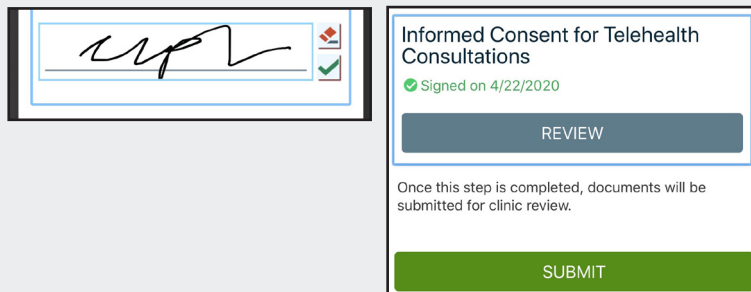 Informed Consent for Telehealth
Consultations
Signed on 4/22/2020
REVIEW
Once this step is completed, documents will be
submitted for clinic review.
SUBMIT